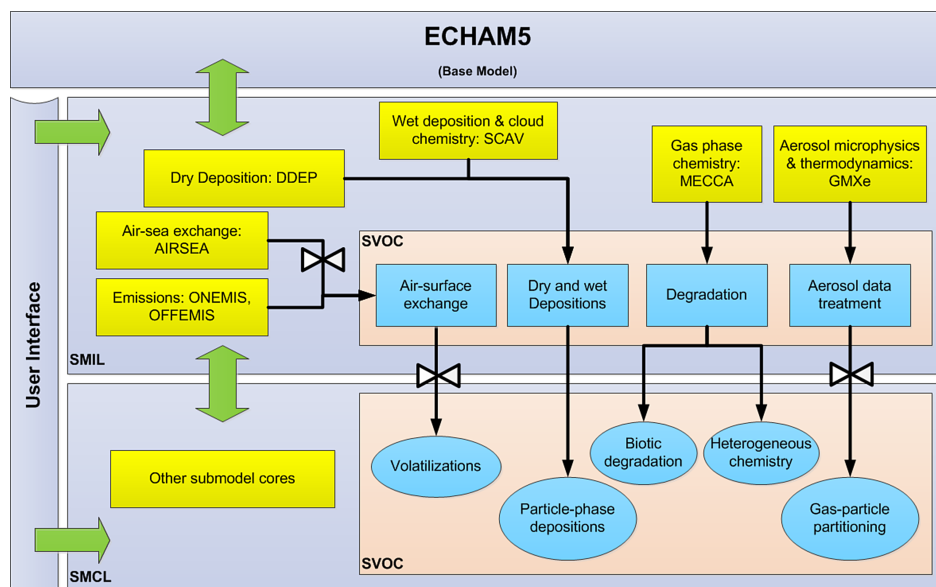 ECHAM5
(Base Model)
Wet deposition & cloud
chemistry: SCAV
Gas phase
chemistry:
MECCA
Aerosol microphysics
& thermodynamics:
GMXe
Dry Deposition: DDEP
Air-sea exchange:
AIRSEA
Emissions: ONEMIS,
OFFEMIS
SVOC
Air-surface
exchange
Dry and wet
Depositions
Degradation
Aerosol data
treatment
SMIL
User Interface
Other submodel cores
Volatilizations
Particle-phase
depositions
Biotic
degradation
Heterogeneous
chemistry
Gas-particle
partitioning
SVOC
SMCL